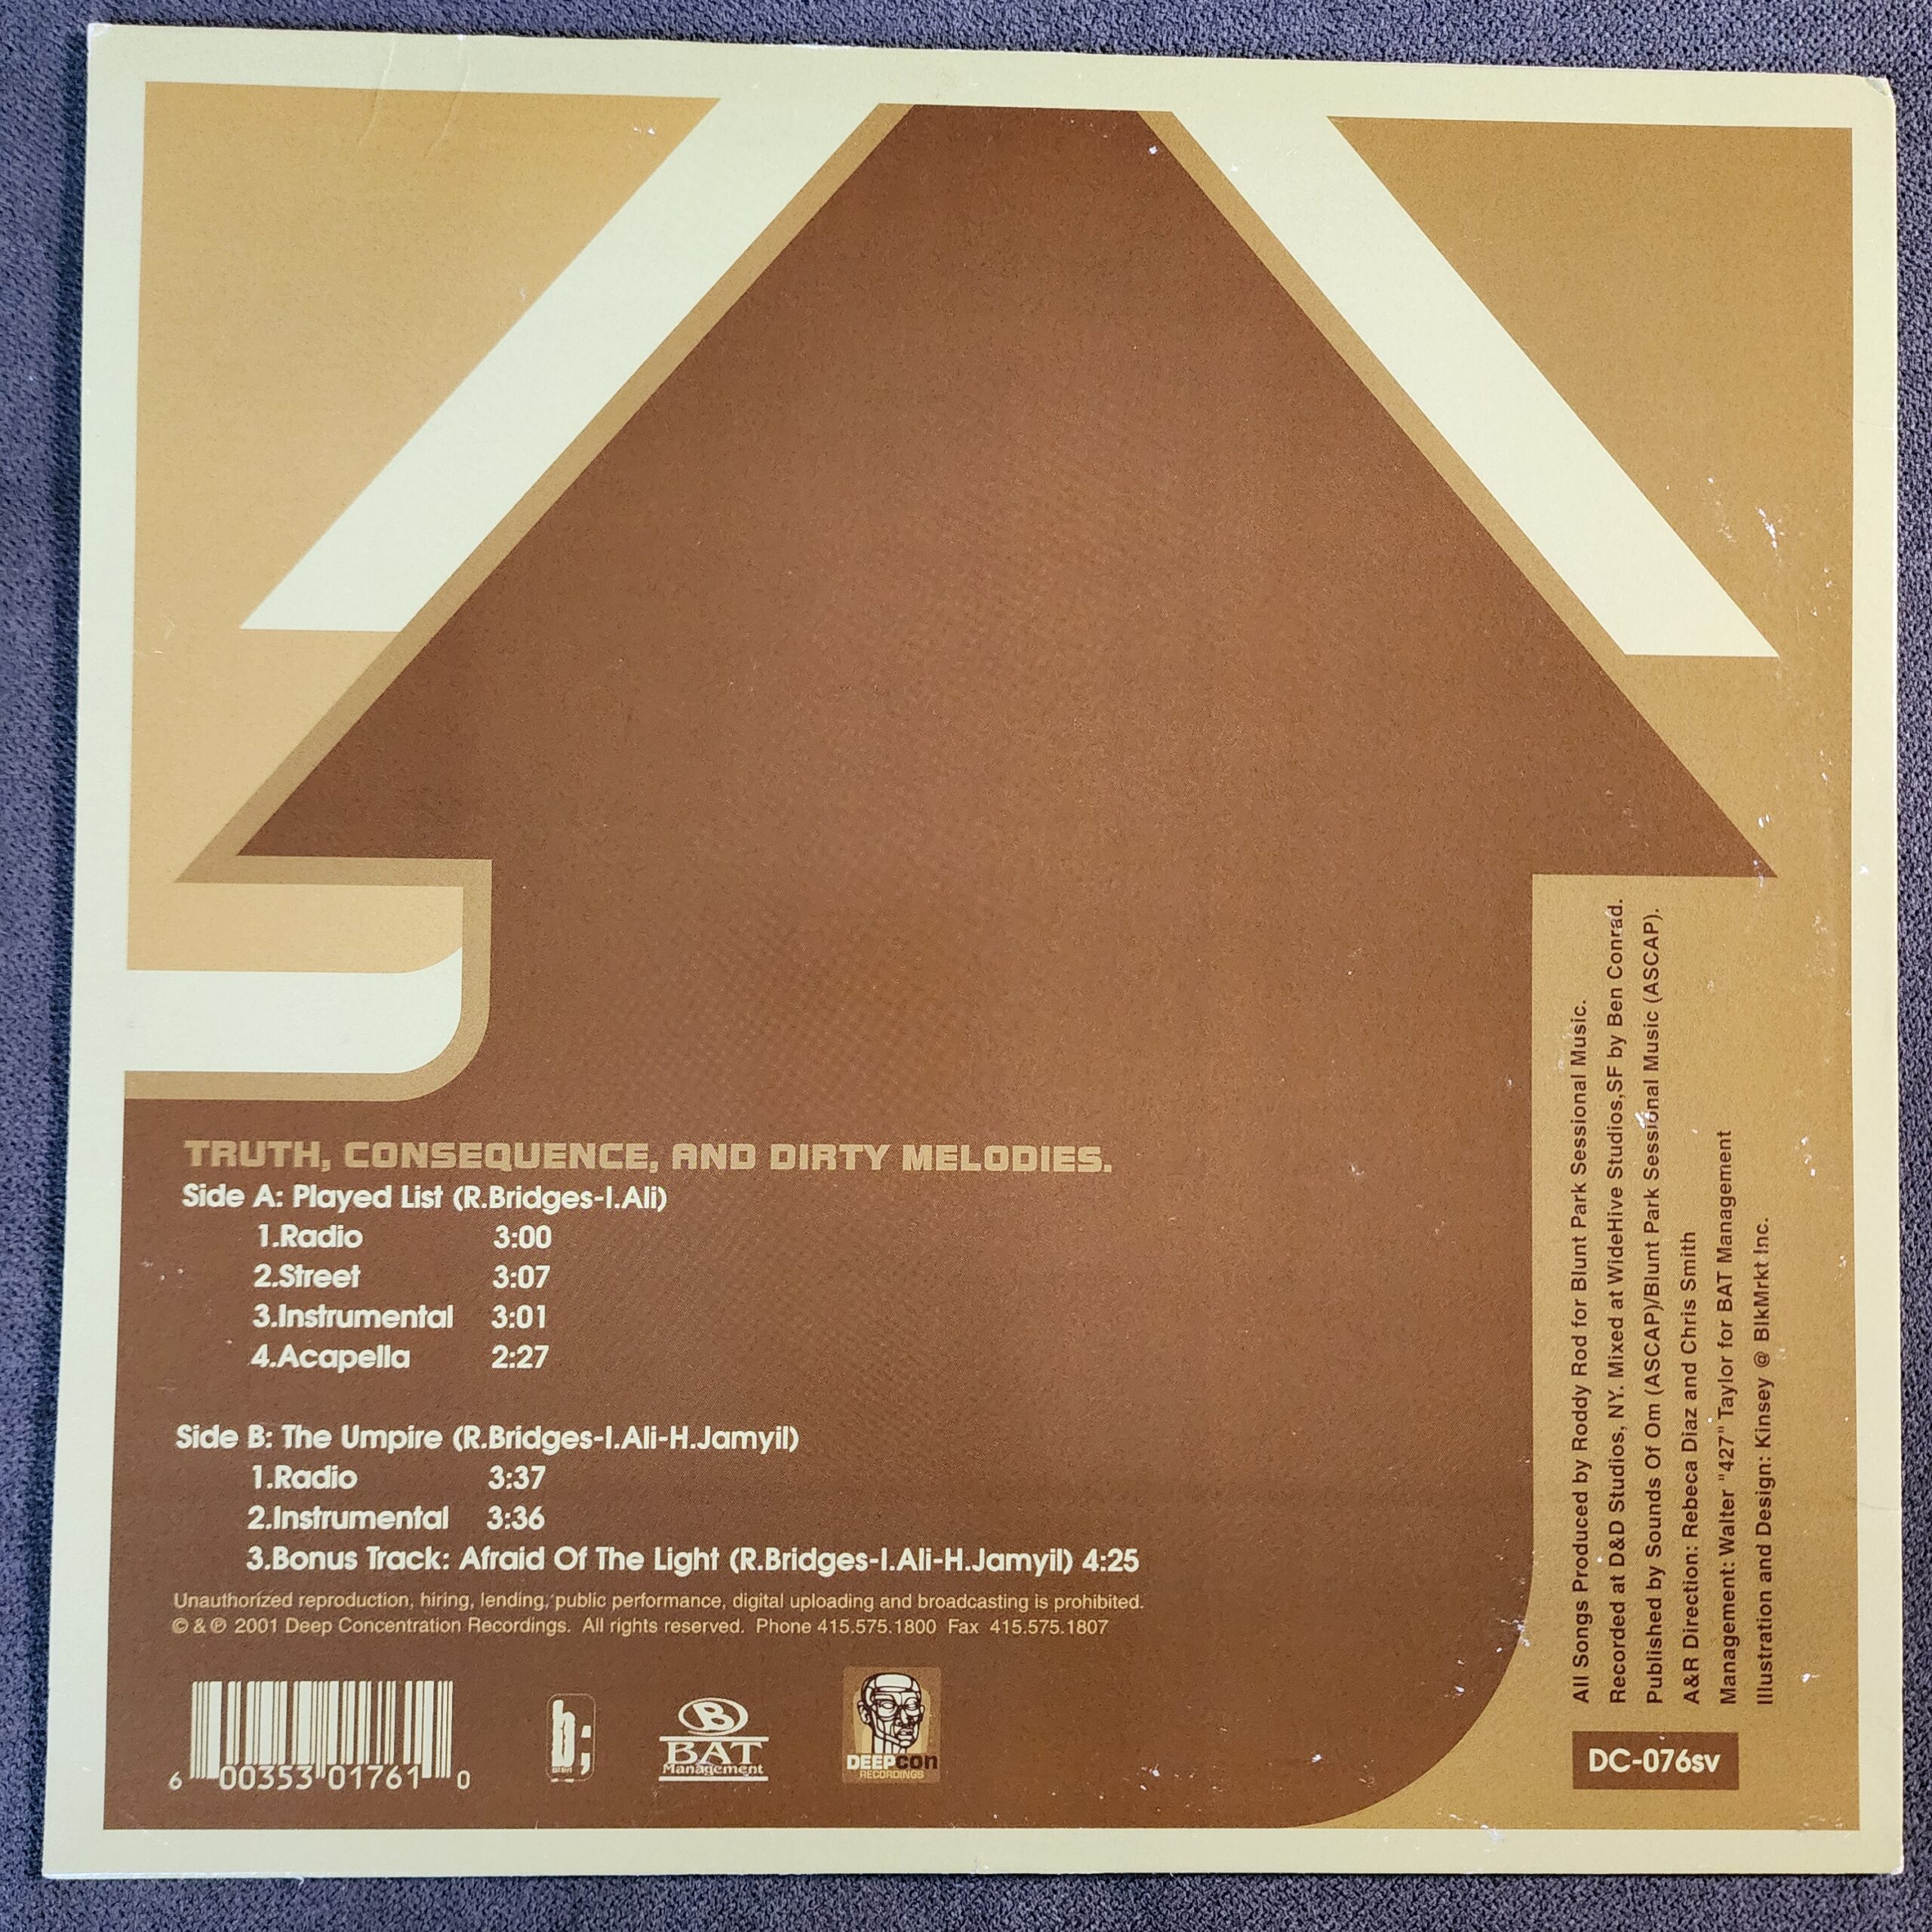 TRUTH, CONSEQUENCE, AND DIRTY MELODIES.
Side A: Played List (R.Bridges-I.Ali)
1.Radio 3:00
2.Street 3:07
3.Instrumental 3:01
4.Acapella 2:27
Side B: The Umpire (R.Bridges-I.Ali-H.Jamyil)
1.Radio 3:37
2.Instrumental 3:36
3.Bonus Track: Afraid Of The Light (R.Bridges-I.Ali-H.Jamyil) 4:25
Unauthorized reproduction, hiring, lending, public performance, digital uploading and broadcasting is prohibited.
© & ℗ 2001 Deep Concentration Recordings. All rights reserved. Phone 415.575.1800 Fax 415.575.1807
6 00353 01761 0
b;
B
BAT
Management
DEEPCON
RECORDINGS
All Songs Produced by Roddy Rod for Blunt Park Sessional Music.
Recorded at D&D Studios, NY. Mixed at WideHive Studios,SF by Ben Conrad.
Published by Sounds Of Om (ASCAP)/Blunt Park Sessional Music (ASCAP).
A&R Direction: Rebeca Diaz and Chris Smith
Management: Walter "427" Taylor for BAT Management
Illustration and Design: Kinsey @ BlkMrkt Inc.
DC-076sv